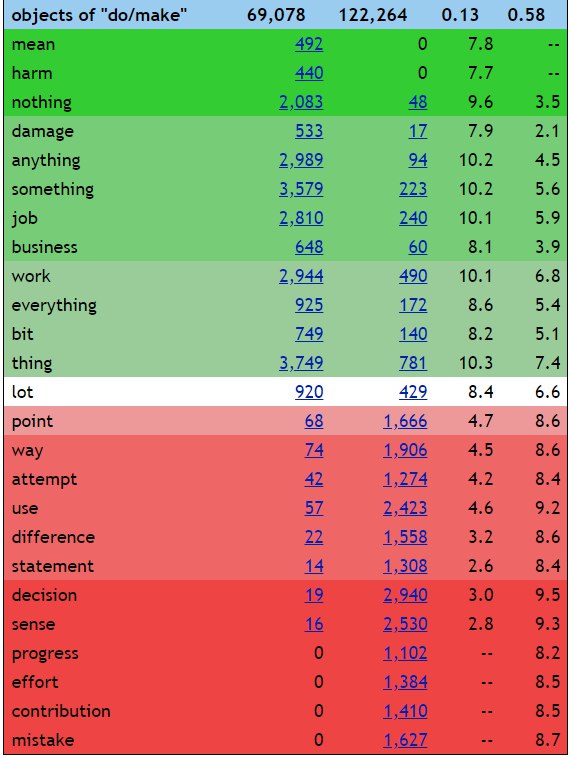 objects of "do/make" 69,078 122,264 0.13 0.58
mean 492 0 7.8 --
harm 440 0 7.7 --
nothing 2,083 48 9.6 3.5
damage 533 17 7.9 2.1
anything 2,989 94 10.2 4.5
something 3,579 223 10.2 5.6
job 2,810 240 10.1 5.9
business 648 60 8.1 3.9
work 2,944 490 10.1 6.8
everything 925 172 8.6 5.4
bit 749 140 8.2 5.1
thing 3,749 781 10.3 7.4
lot 920 429 8.4 6.6
point 68 1,666 4.7 8.6
way 74 1,906 4.5 8.6
attempt 42 1,274 4.2 8.4
use 57 2,423 4.6 9.2
difference 22 1,558 3.2 8.6
statement 14 1,308 2.6 8.4
decision 19 2,940 3.0 9.5
sense 16 2,530 2.8 9.3
progress 0 1,102 -- 8.2
effort 0 1,384 -- 8.5
contribution 0 1,410 -- 8.5
mistake 0 1,627 -- 8.7